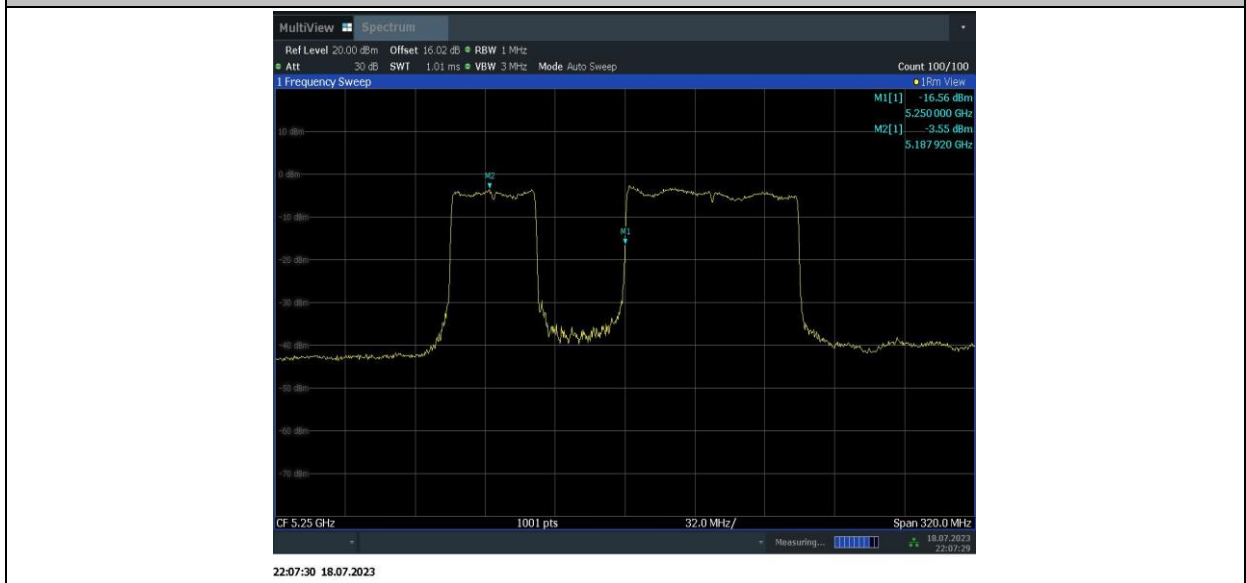 MultiView Spectrum
Ref Level 20.00 dBm Offset 16.02 dB RBW 1 MHz
Att 30 dB SWT 1.01 ms VBW 3 MHz Mode Auto Sweep Count 100/100
1 Frequency Sweep 1Rm View
M1[1] -16.56 dBm
5.250 000 GHz
10 dBm
M2[1] -3.55 dBm
5.187 920 GHz
0 dBm
M2
-10 dBm
M1
-20 dBm
-30 dBm
-40 dBm
-50 dBm
-60 dBm
-70 dBm
CF 5.25 GHz 1001 pts 32.0 MHz/ Span 320.0 MHz
Measuring... 18.07.2023
22:07:29
22:07:30 18.07.2023